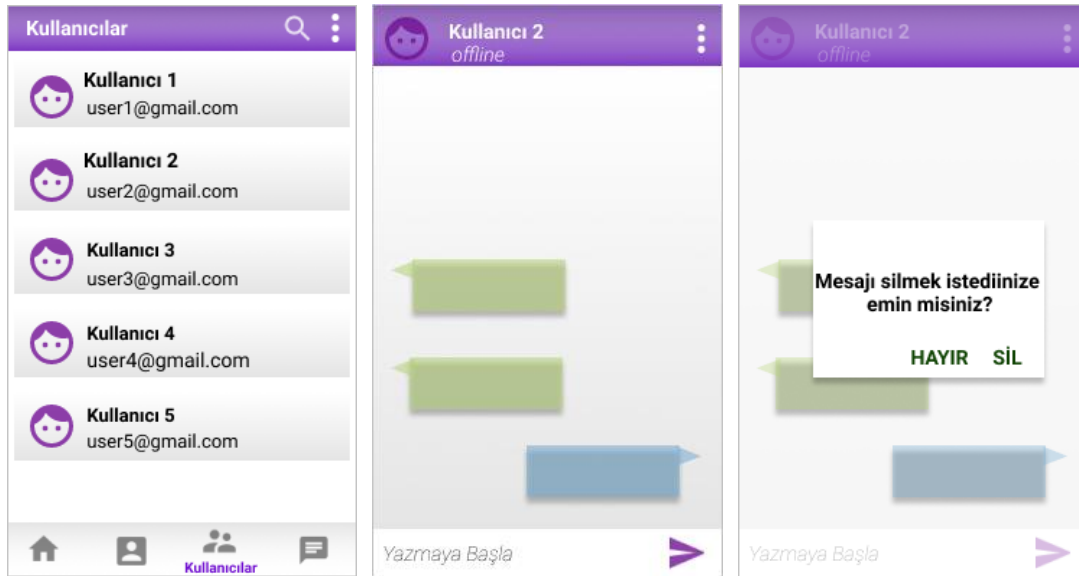 Kullanıcılar
Kullanıcı 1
user1@gmail.com
Kullanıcı 2
user2@gmail.com
Kullanıcı 3
user3@gmail.com
Kullanıcı 4
user4@gmail.com
Kullanıcı 5
user5@gmail.com
Kullanıcılar
Kullanıcı 2
offline
Yazmaya Başla
Kullanıcı 2
offline
Mesajı silmek istediinize
emin misiniz?
HAYIR SİL
Yazmaya Başla